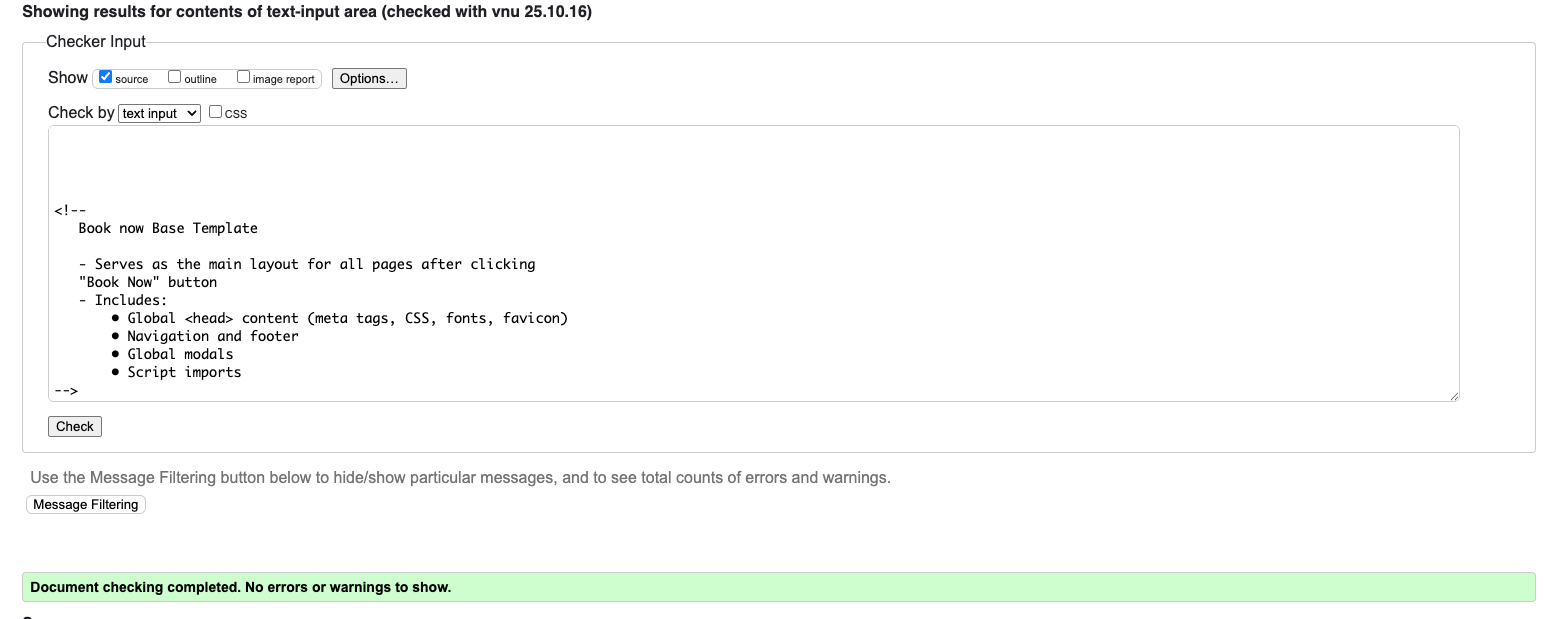 Showing results for contents of text-input area (checked with vnu 25.10.16)
Checker Input
Show source outline image report Options...
Check by text input CSS
<!--
Book now Base Template
- Serves as the main layout for all pages after clicking
"Book Now" button
- Includes:
● Global <head> content (meta tags, CSS, fonts, favicon)
● Navigation and footer
● Global modals
● Script imports
-->
Check
Use the Message Filtering button below to hide/show particular messages, and to see total counts of errors and warnings.
Message Filtering
Document checking completed. No errors or warnings to show.